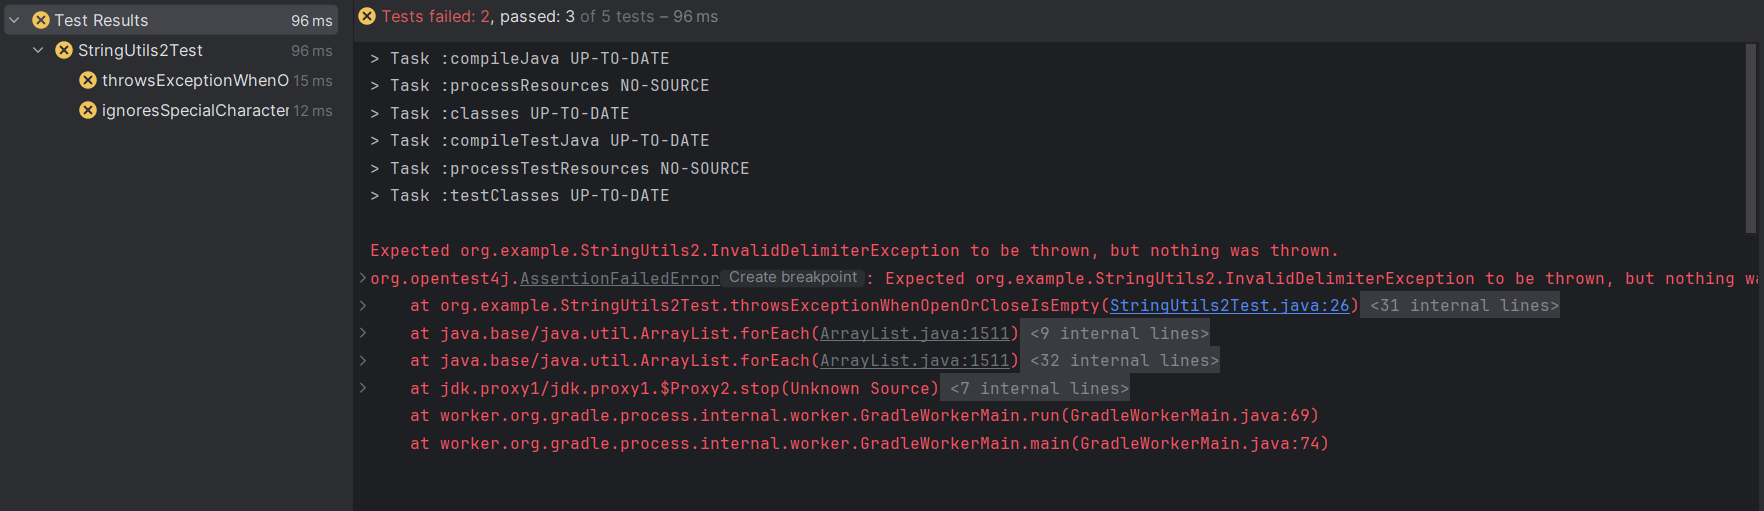 Test Results 96 ms
StringUtils2Test 96 ms
throwsExceptionWhenO 15 ms
ignoresSpecialCharacter 12 ms
Tests failed: 2, passed: 3 of 5 tests – 96 ms
> Task :compileJava UP-TO-DATE
> Task :processResources NO-SOURCE
> Task :classes UP-TO-DATE
> Task :compileTestJava UP-TO-DATE
> Task :processTestResources NO-SOURCE
> Task :testClasses UP-TO-DATE
Expected org.example.StringUtils2.InvalidDelimiterException to be thrown, but nothing was thrown.
org.opentest4j.AssertionFailedError Create breakpoint : Expected org.example.StringUtils2.InvalidDelimiterException to be thrown, but nothing wa
at org.example.StringUtils2Test.throwsExceptionWhenOpenOrCloseIsEmpty(StringUtils2Test.java:26) <31 internal lines>
at java.base/java.util.ArrayList.forEach(ArrayList.java:1511) <9 internal lines>
at java.base/java.util.ArrayList.forEach(ArrayList.java:1511) <32 internal lines>
at jdk.proxy1/jdk.proxy1.$Proxy2.stop(Unknown Source) <7 internal lines>
at worker.org.gradle.process.internal.worker.GradleWorkerMain.run(GradleWorkerMain.java:69)
at worker.org.gradle.process.internal.worker.GradleWorkerMain.main(GradleWorkerMain.java:74)